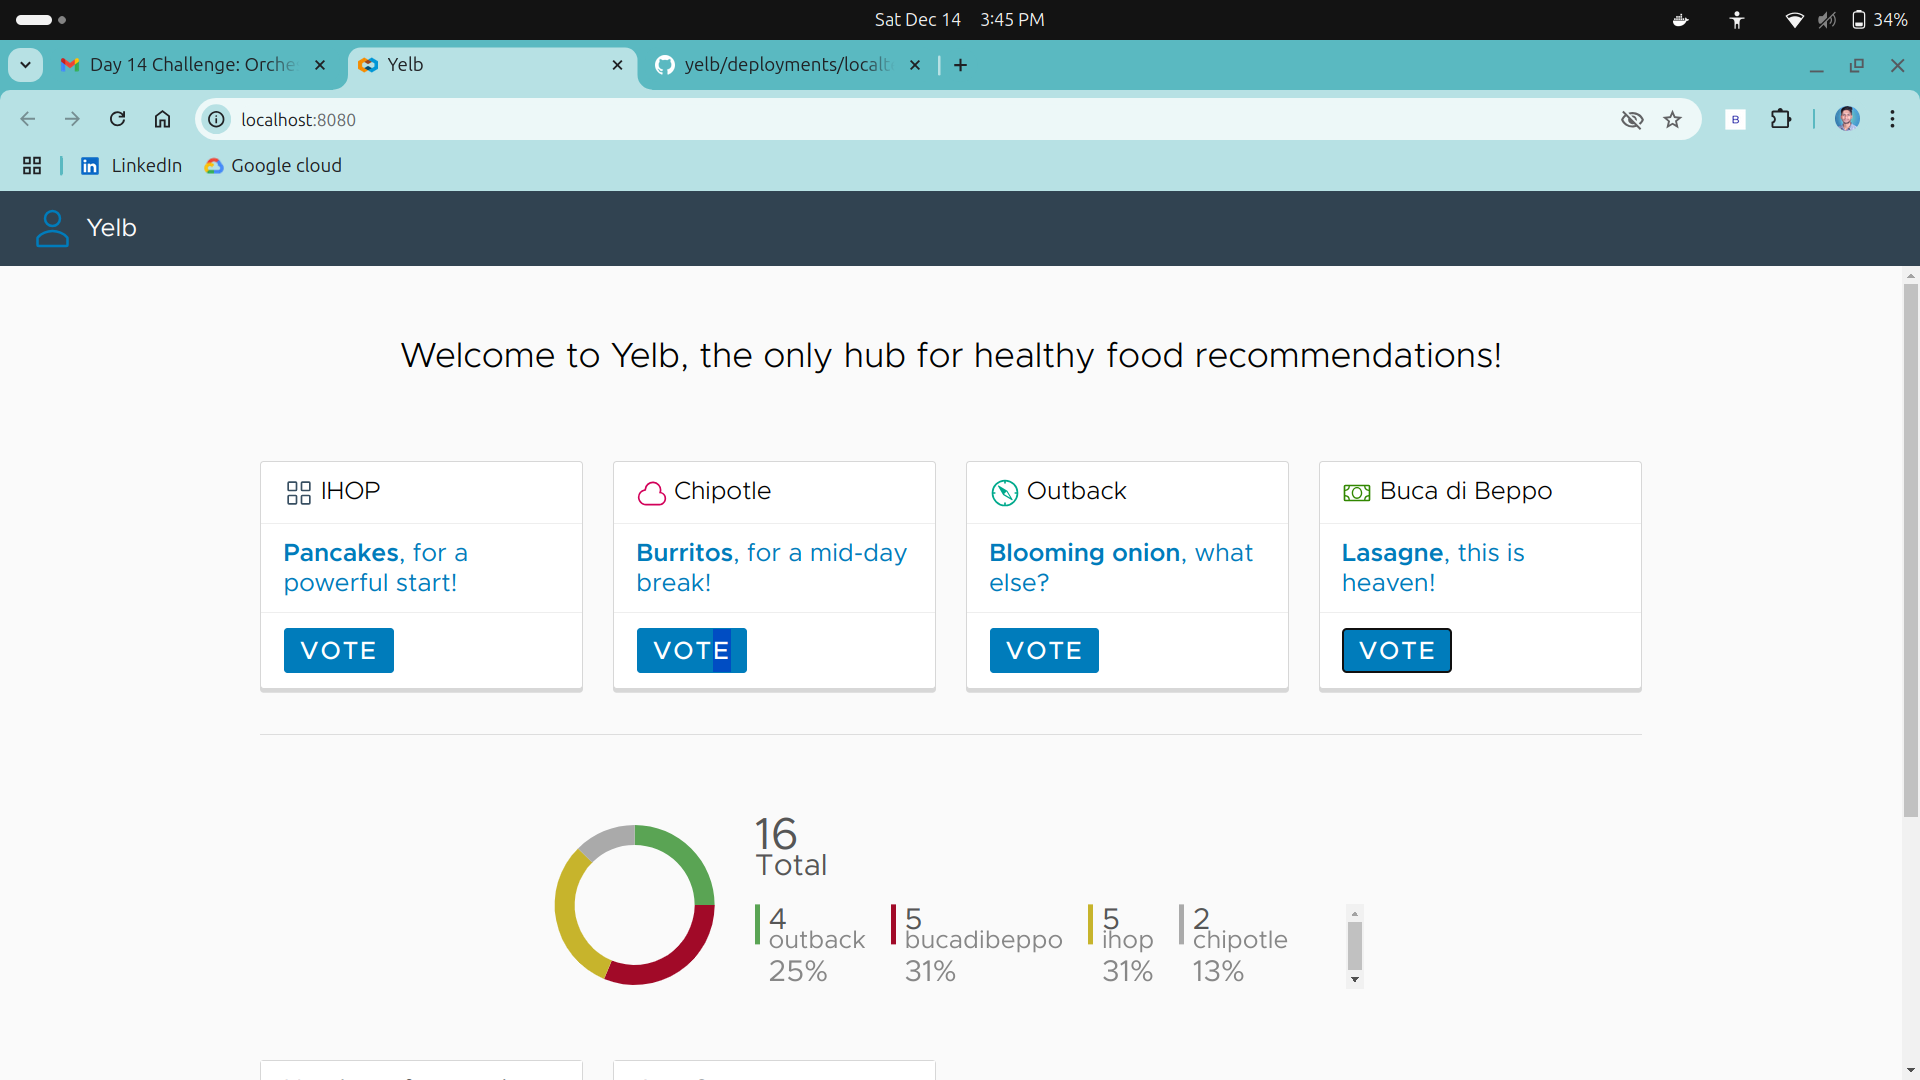 Sat Dec 14 3:45 PM
34%
Day 14 Challenge: Orche
Yelb
yelb/deployments/localt
localhost:8080
B
LinkedIn
Google cloud
Yelb
Welcome to Yelb, the only hub for healthy food recommendations!
IHOP
Pancakes, for a
powerful start!
VOTE
Chipotle
Burritos, for a mid-day
break!
VOTE
Outback
Blooming onion, what
else?
VOTE
Buca di Beppo
Lasagne, this is
heaven!
VOTE
16
Total
4
outback
25%
5
bucadibeppo
31%
5
ihop
31%
2
chipotle
13%